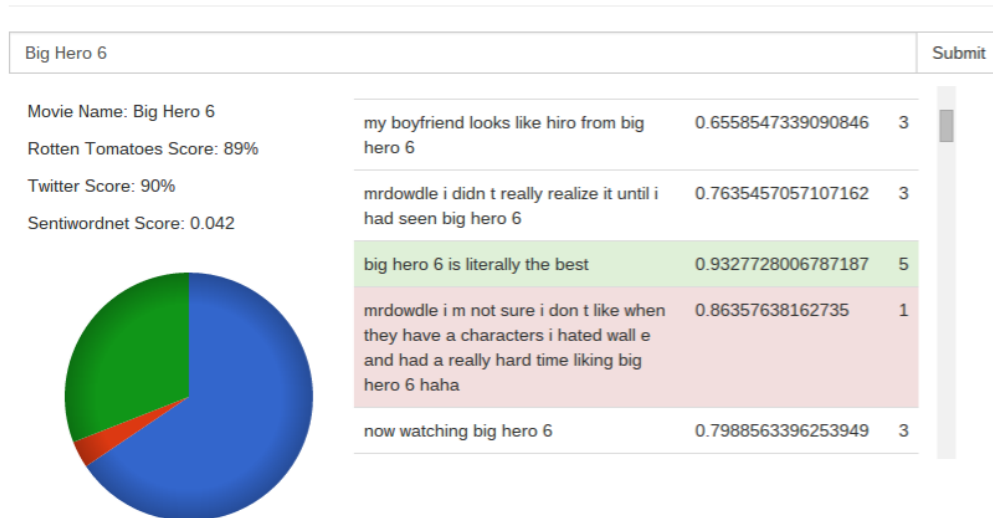 Big Hero 6 Submit
Movie Name: Big Hero 6
Rotten Tomatoes Score: 89%
Twitter Score: 90%
Sentiwordnet Score: 0.042
my boyfriend looks like hiro from big 0.6558547339090846 3
hero 6
mrdowdle i didn t really realize it until i 0.7635457057107162 3
had seen big hero 6
big hero 6 is literally the best 0.9327728006787187 5
mrdowdle i m not sure i don t like when 0.86357638162735 1
they have a characters i hated wall e
and had a really hard time liking big
hero 6 haha
now watching big hero 6 0.7988563396253949 3